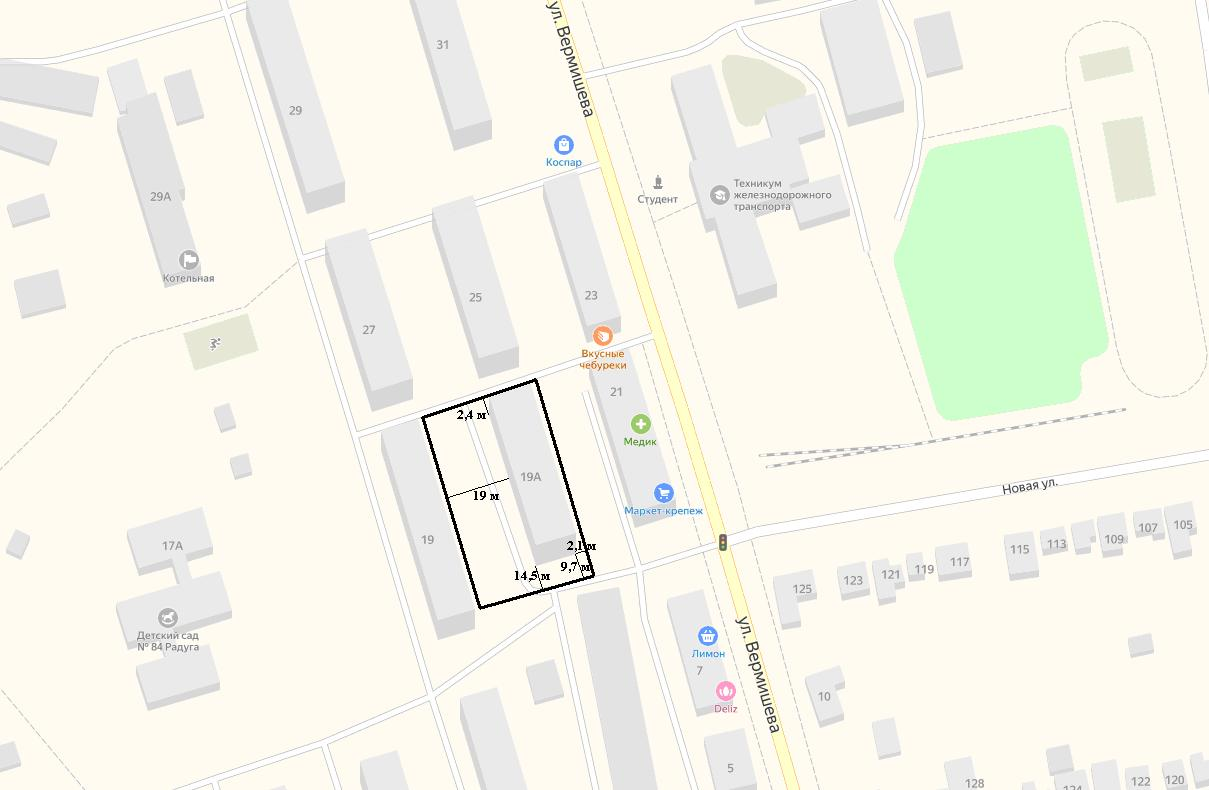 ул. Вермишева
31
29
Коспар
29А
Котельная
Студент
Техникум
железнодорожного
транспорта
23
25
27
Вкусные
чебуреки
21
Медик
2,4 м
19А
19 м
Маркет крепеж
Новая ул.
19
17А
2,1 м
9,7 м
14,5 м
105
107
109
113
115
117
119
121
123
125
Детский сад
№ 84 Радуга
ул. Вермишева
Лимон
7
Deliz
10
5
128
124
122
120